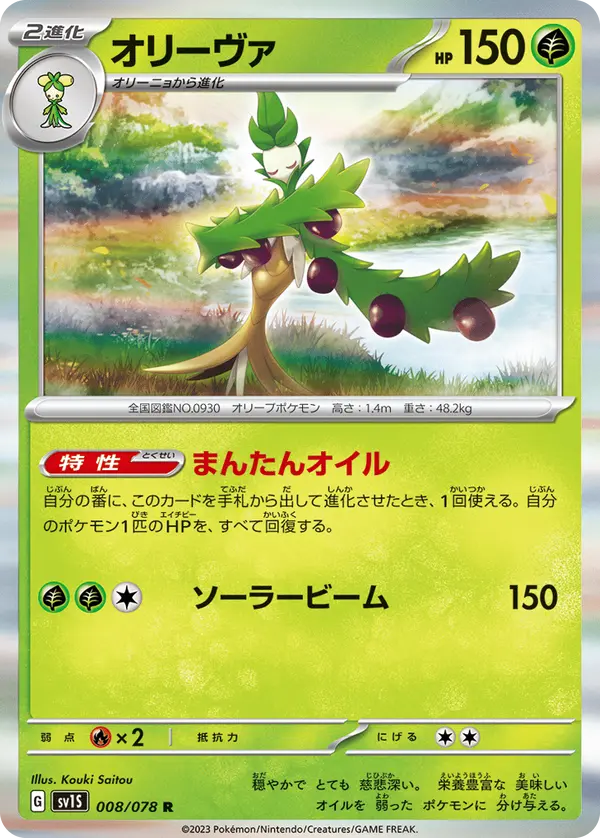 2進化
オリーヴァ
HP 150
オリーニョから進化
全国図鑑NO.0930 オリーブポケモン 高さ:1.4m 重さ:48.2kg
特性 とくせい まんたんオイル
自分の番に、このカードを手札から出して進化させたとき、1回使える。自分
のポケモン1匹のHPを、すべて回復する。
ソーラービーム 150
弱点 ×2 抵抗力 にげる
Illus. Kouki Saitou
穏やかで とても 慈悲深い。 栄養豊富な 美味しい
オイルを 弱った ポケモンに 分け与える。
G sv1S 008/078 R
©2023 Pokémon/Nintendo/Creatures/GAME FREAK.